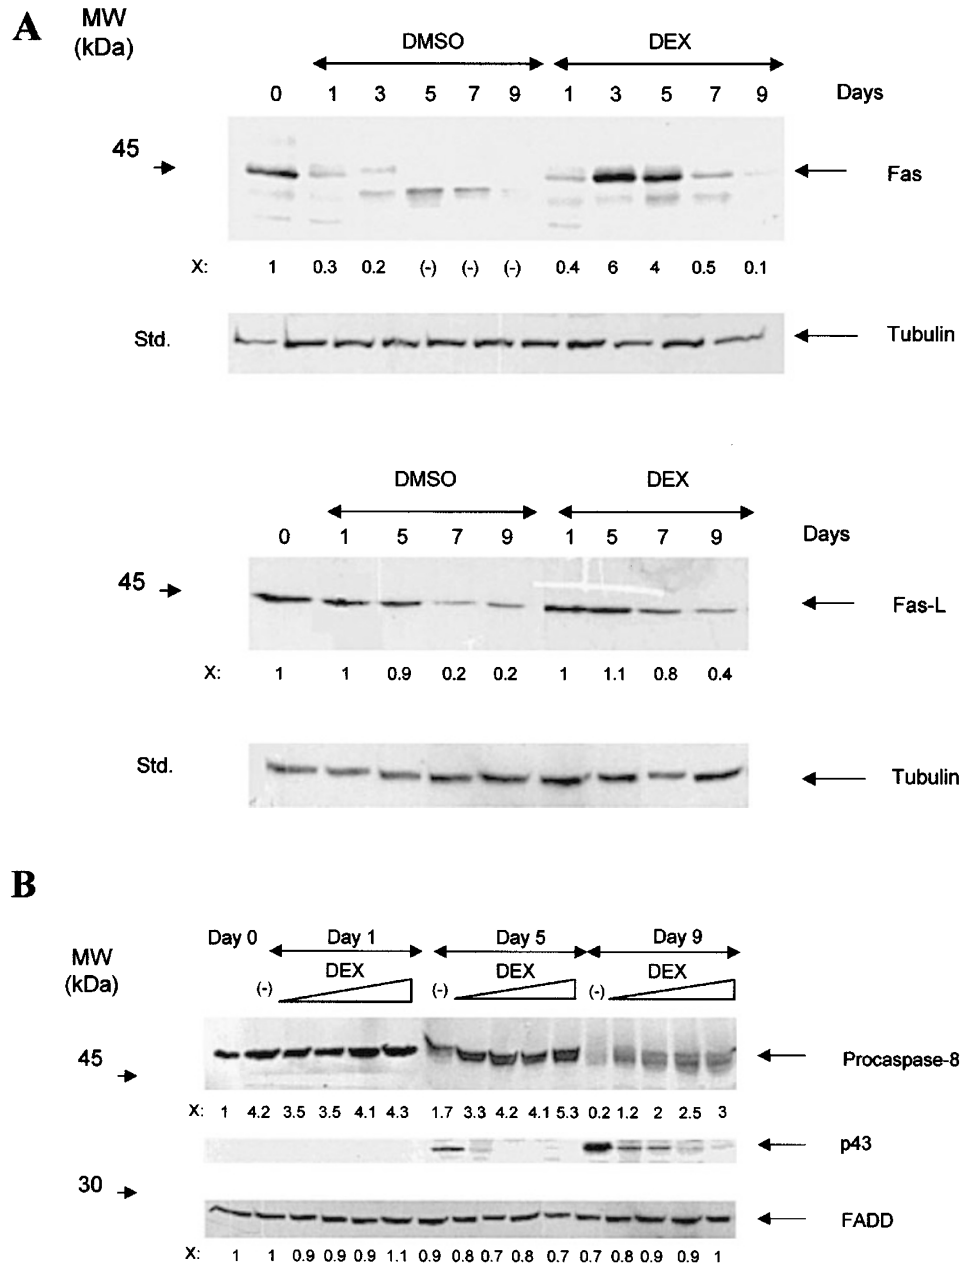 A
MW
(kDa)
DMSO DEX
0 1 3 5 7 9 1 3 5 7 9 Days
45
Fas
X: 1 0.3 0.2 (-) (-) (-) 0.4 6 4 0.5 0.1
Std. Tubulin
DMSO DEX
0 1 5 7 9 1 5 7 9 Days
45
Fas-L
X: 1 1 0.9 0.2 0.2 1 1.1 0.8 0.4
Std. Tubulin
B
MW
(kDa)
Day 0 Day 1 Day 5 Day 9
DEX DEX DEX
(-) (-) (-)
45 Procaspase-8
X: 1 4.2 3.5 3.5 4.1 4.3 1.7 3.3 4.2 4.1 5.3 0.2 1.2 2 2.5 3
p43
30
FADD
X: 1 1 0.9 0.9 0.9 1.1 0.9 0.8 0.7 0.8 0.7 0.7 0.8 0.9 0.9 1